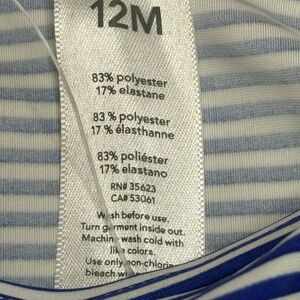 12M
83% polyester
17% elastane
83 % polyester
17 % élasthanne
83% poliéster
17% elastano
RN# 35623
CA# 53061
Wash before use.
Turn garment inside out.
Machine wash cold with
like colors.
Use only non-chlorine
bleach